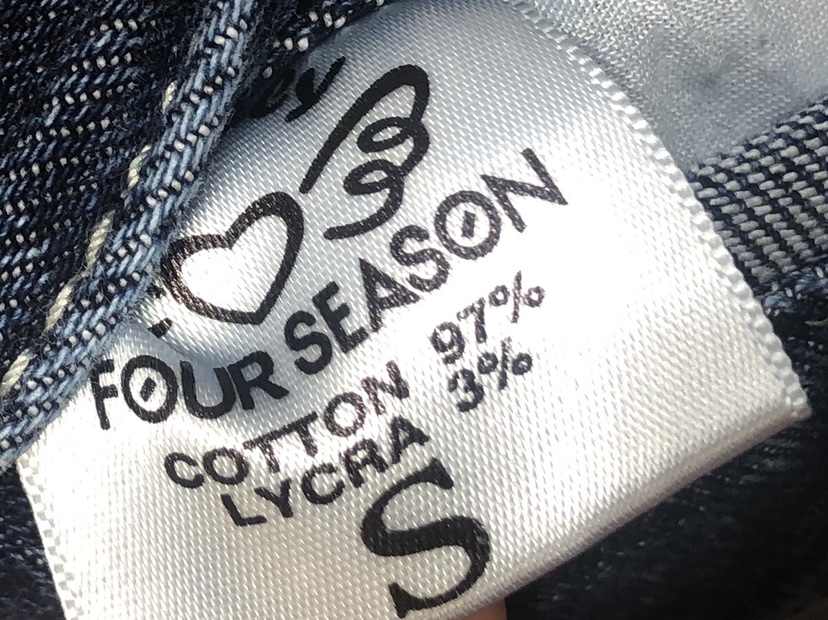 FOUR SEASON
COTTON 97%
LYCRA 3%
S